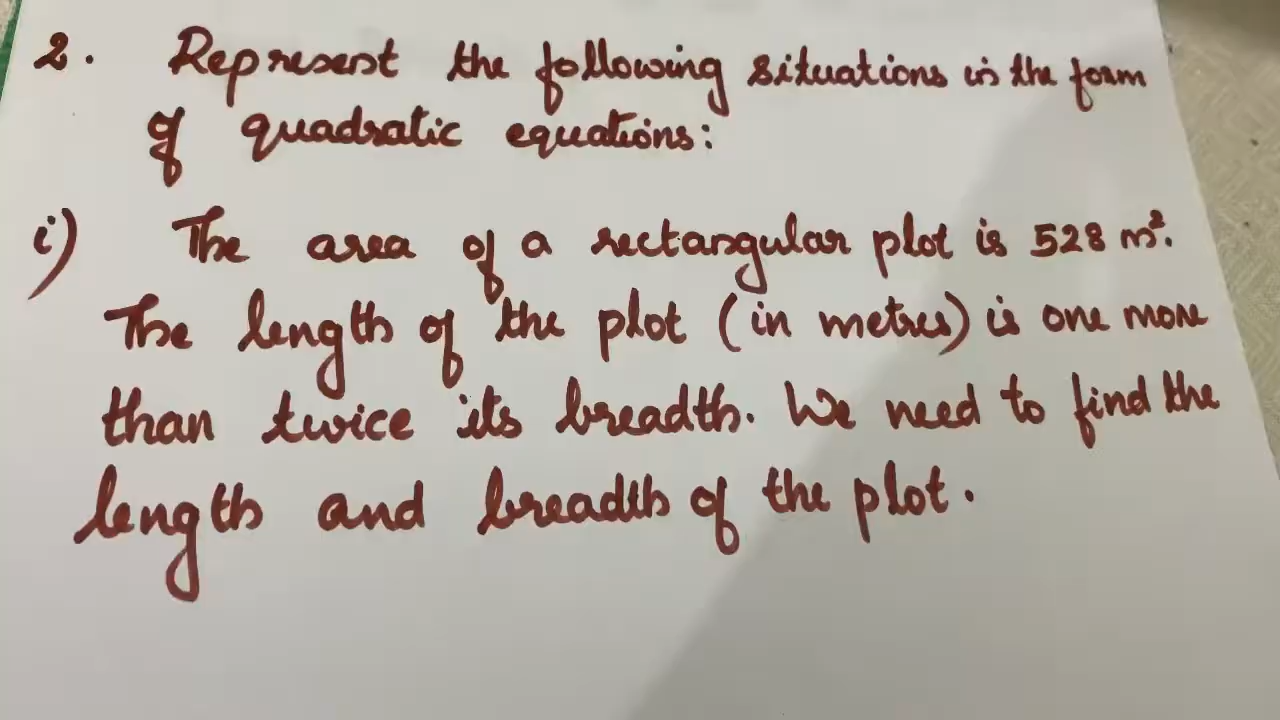 2. Represent the following situations in the form
of quadratic equations:
i) The area of a rectangular plot is 528 m².
The length of the plot (in metres) is one more
than twice its breadth. We need to find the
length and breadth of the plot.